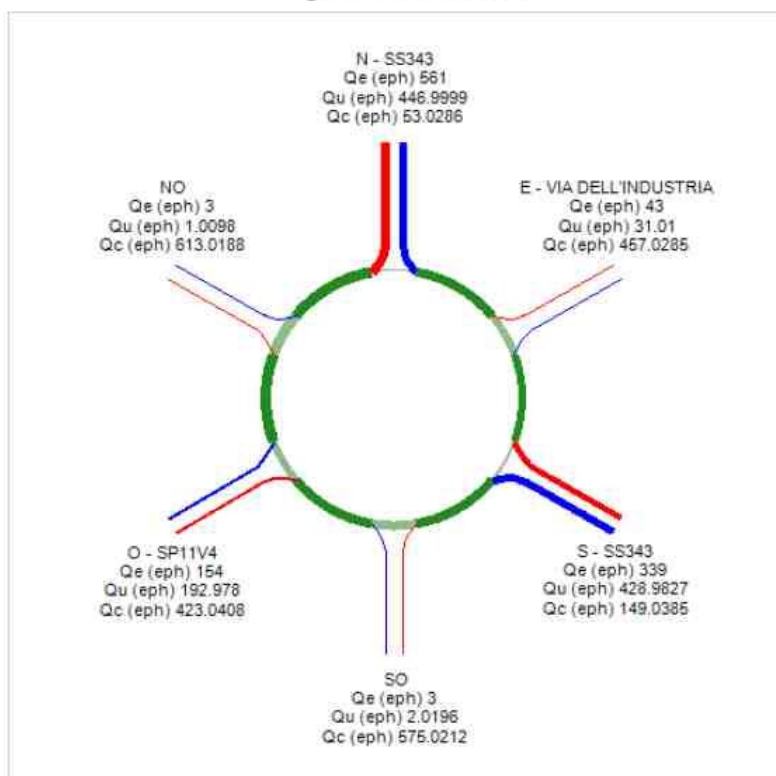 N - SS343
Qe (eph) 561
Qu (eph) 446.9999
Qc (eph) 53.0286
NO
Qe (eph) 3
Qu (eph) 1.0098
Qc (eph) 613.0188
E - VIA DELL'INDUSTRIA
Qe (eph) 43
Qu (eph) 31.01
Qc (eph) 457.0285
O - SP11V4
Qe (eph) 154
Qu (eph) 192.978
Qc (eph) 423.0408
S - SS343
Qe (eph) 339
Qu (eph) 428.9827
Qc (eph) 149.0385
SO
Qe (eph) 3
Qu (eph) 2.0196
Qc (eph) 575.0212